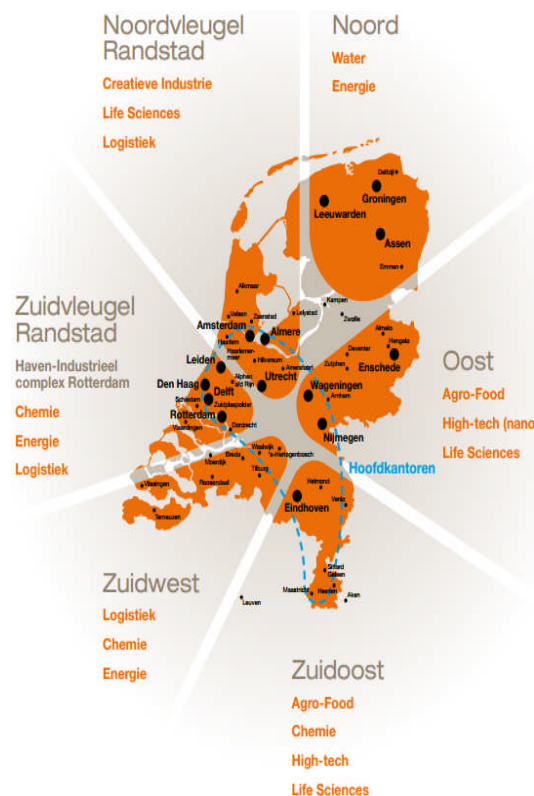 Noordvleugel
Randstad
Creatieve Industrie
Life Sciences
Logistiek
Noord
Water
Energie
Delfzijl
Groningen
Leeuwarden
Assen
Emmen
Alkmaar
Velsen
Zaanstad
Lelystad
Kampen
Zwolle
Amsterdam
Almere
Haarlem
Haarlemer-
meer
Hilversum
Amersfoort
Almelo
Hengelo
Deventer
Enschede
Zutphen
Zuidvleugel
Randstad
Haven-Industrieel
complex Rotterdam
Chemie
Energie
Logistiek
Leiden
Alphen
a/d Rijn
Utrecht
Wageningen
Arnhem
Den Haag
Delft
Schiedam
Zuidplaspolder
Rotterdam
Vlaardingen
Dordrecht
Nijmegen
Oost
Agro-Food
High-tech (nano
Life Sciences
Waalwijk
's-Hertogenbosch
Breda
Moerdijk
Tilburg
Roosendaal
Hoofdkantoren
Helmond
Venlo
Eindhoven
Vlissingen
Terneuzen
Sittard
Geleen
Maastricht
Heerlen
Leuven
Aken
Zuidwest
Logistiek
Chemie
Energie
Zuidoost
Agro-Food
Chemie
High-tech
Life Sciences